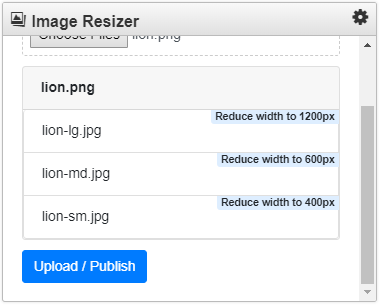 Image Resizer
Choose Files lion.png
lion.png
Reduce width to 1200px
lion-lg.jpg
Reduce width to 600px
lion-md.jpg
Reduce width to 400px
lion-sm.jpg
Upload / Publish